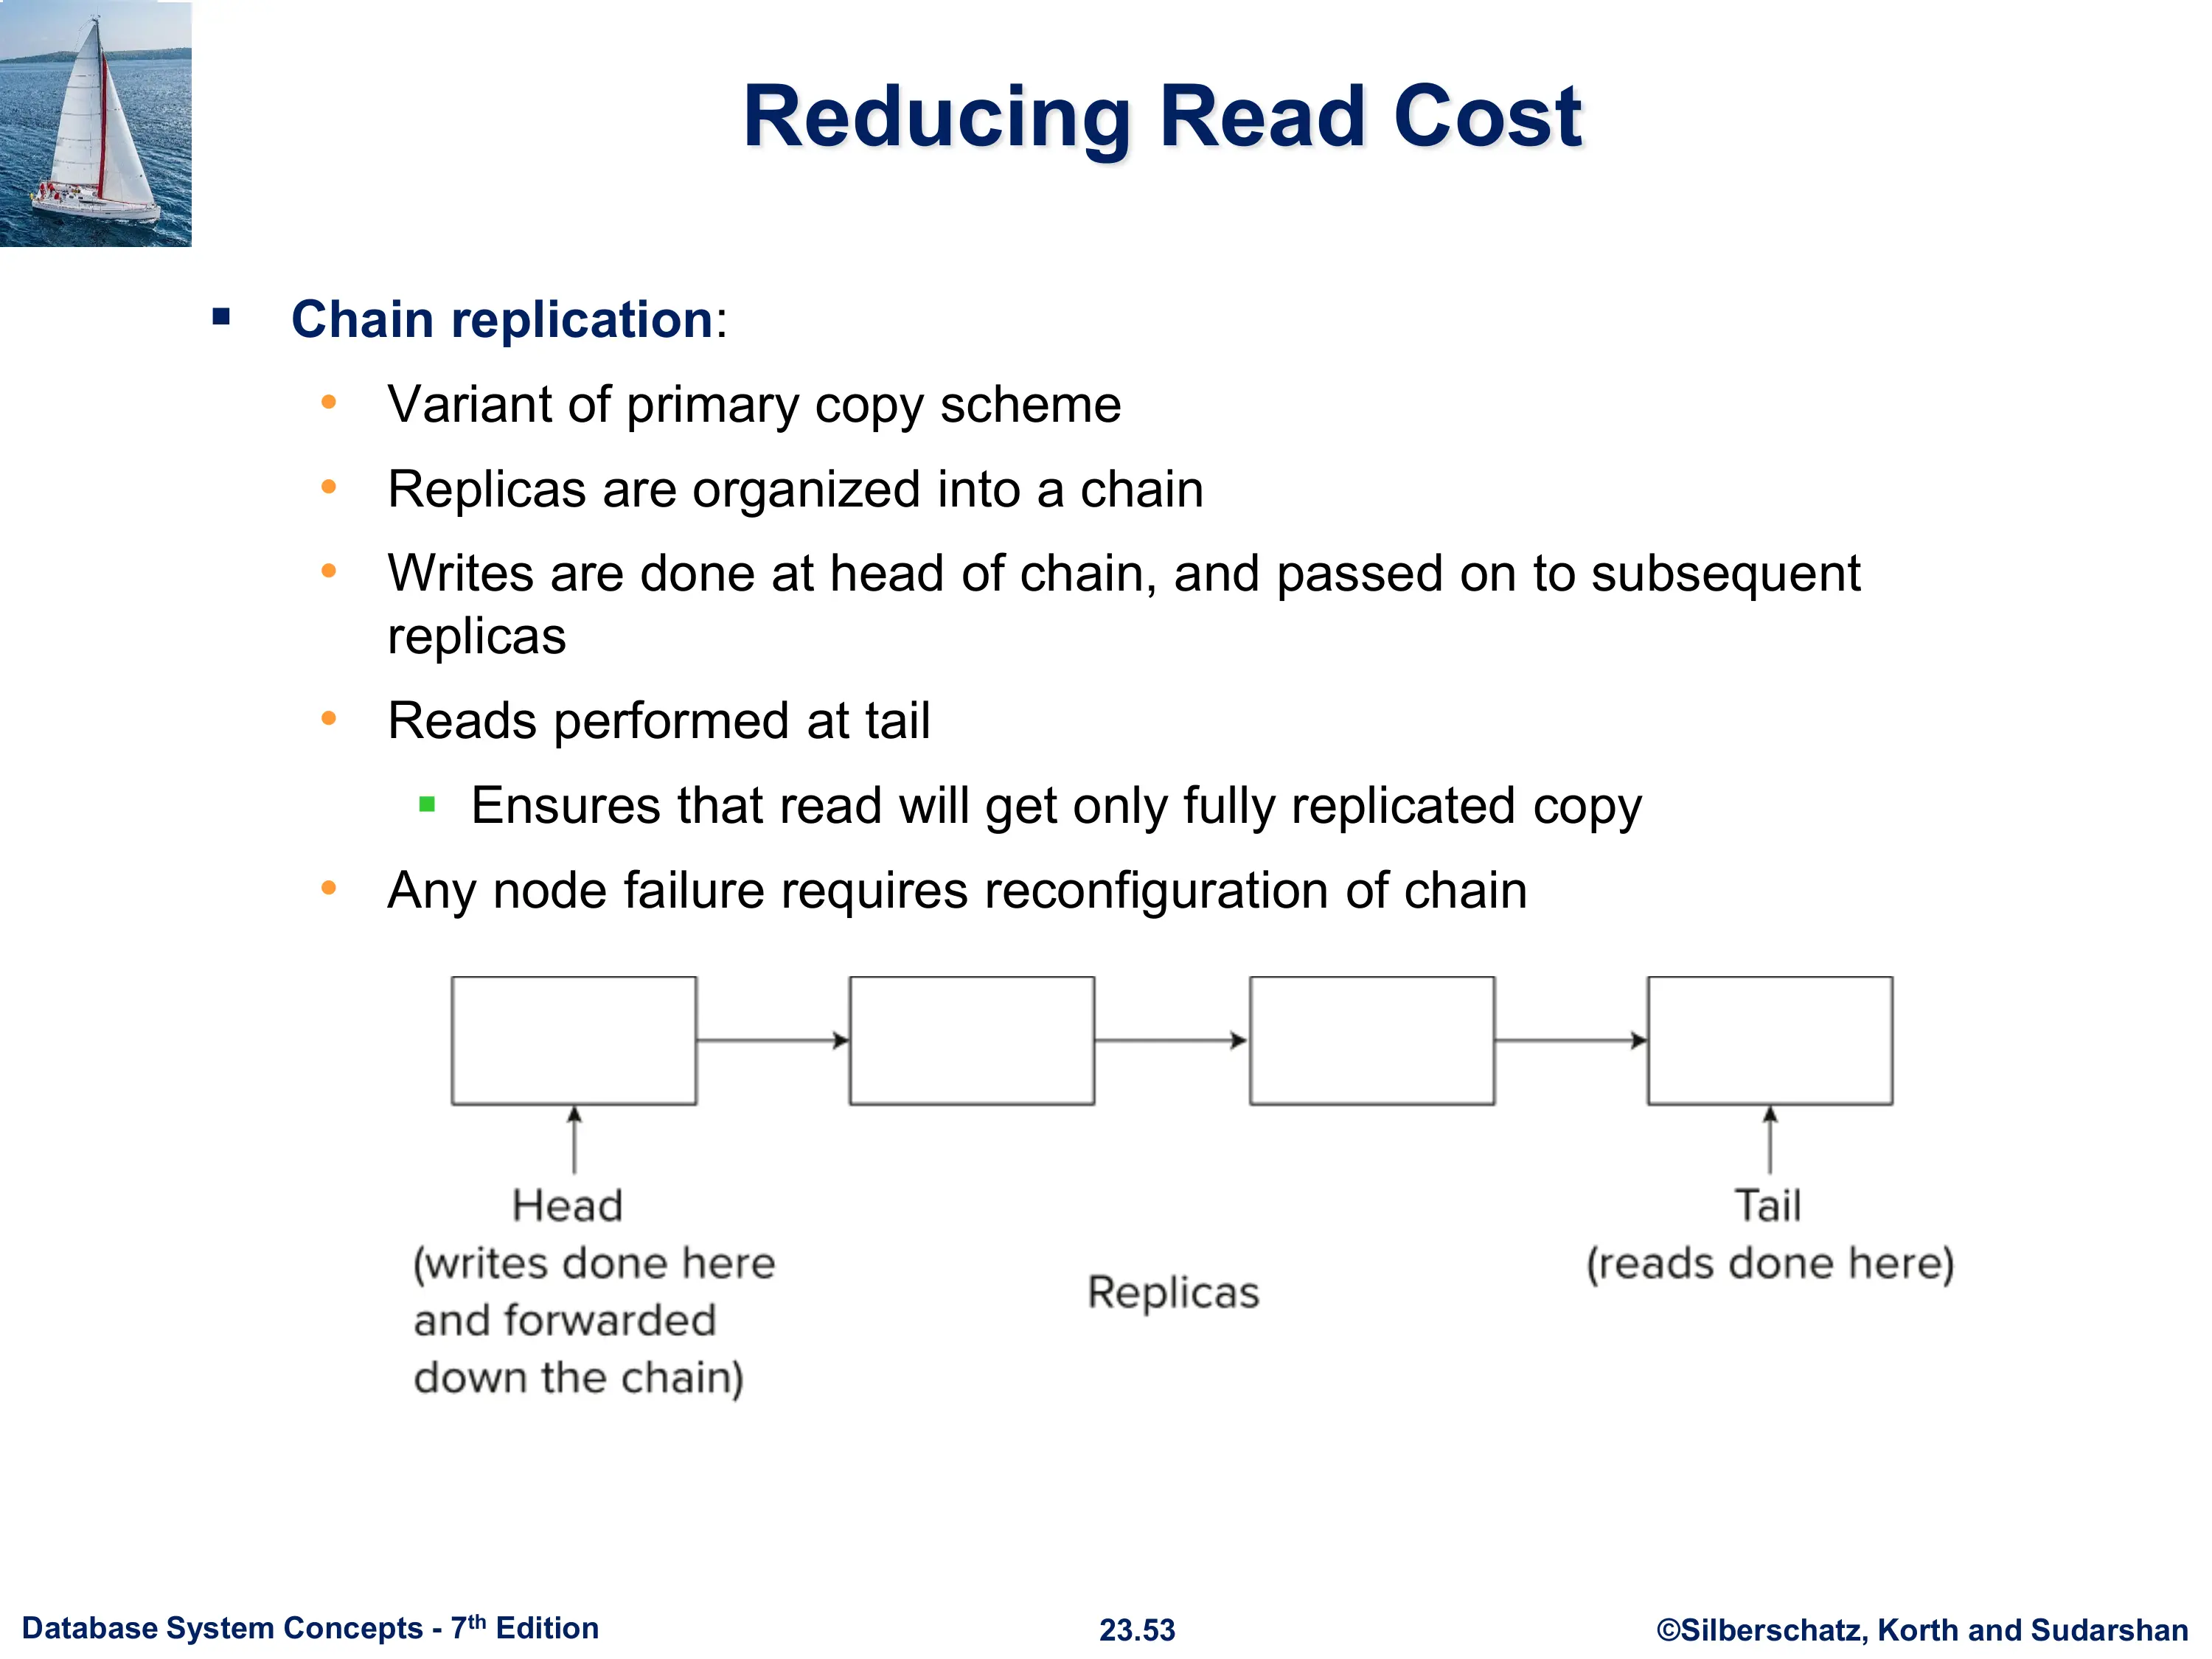 Reducing Read Cost
▪ Chain replication:
• Variant of primary copy scheme
• Replicas are organized into a chain
• Writes are done at head of chain, and passed on to subsequent
replicas
• Reads performed at tail
▪ Ensures that read will get only fully replicated copy
• Any node failure requires reconfiguration of chain
Head
(writes done here
and forwarded
down the chain)
Replicas
Tail
(reads done here)
Database System Concepts - 7th Edition
23.53
©Silberschatz, Korth and Sudarshan